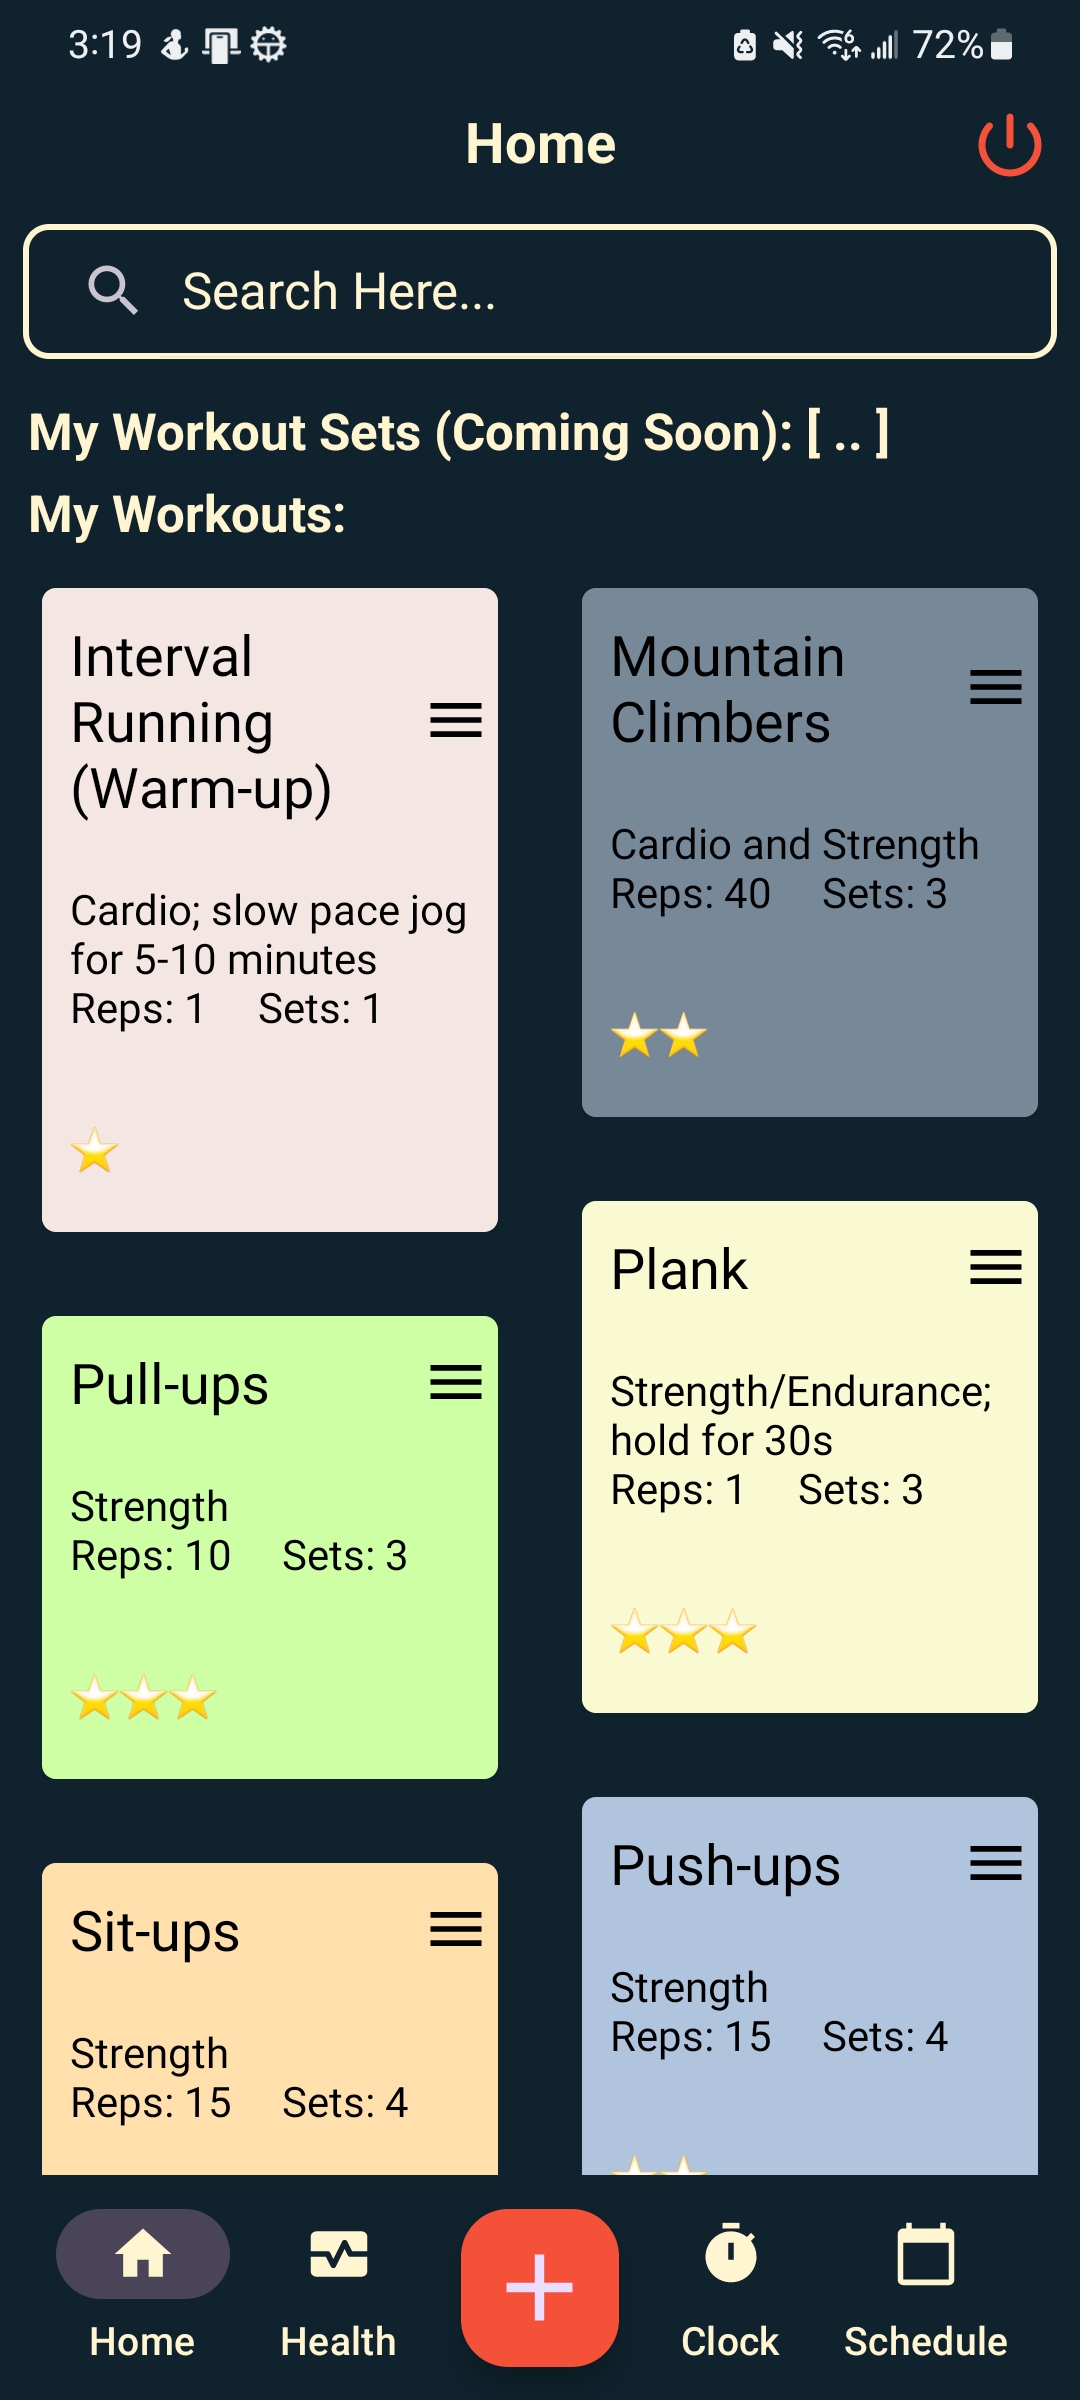 3:19
72%
Home
Search Here...
My Workout Sets (Coming Soon): [ .. ]
My Workouts:
Interval
Running
(Warm-up)
Cardio; slow pace jog
for 5-10 minutes
Reps: 1 Sets: 1
Mountain
Climbers
Cardio and Strength
Reps: 40 Sets: 3
Plank
Strength/Endurance;
hold for 30s
Reps: 1 Sets: 3
Pull-ups
Strength
Reps: 10 Sets: 3
Push-ups
Strength
Reps: 15 Sets: 4
Sit-ups
Strength
Reps: 15 Sets: 4
Home
Health
Clock
Schedule